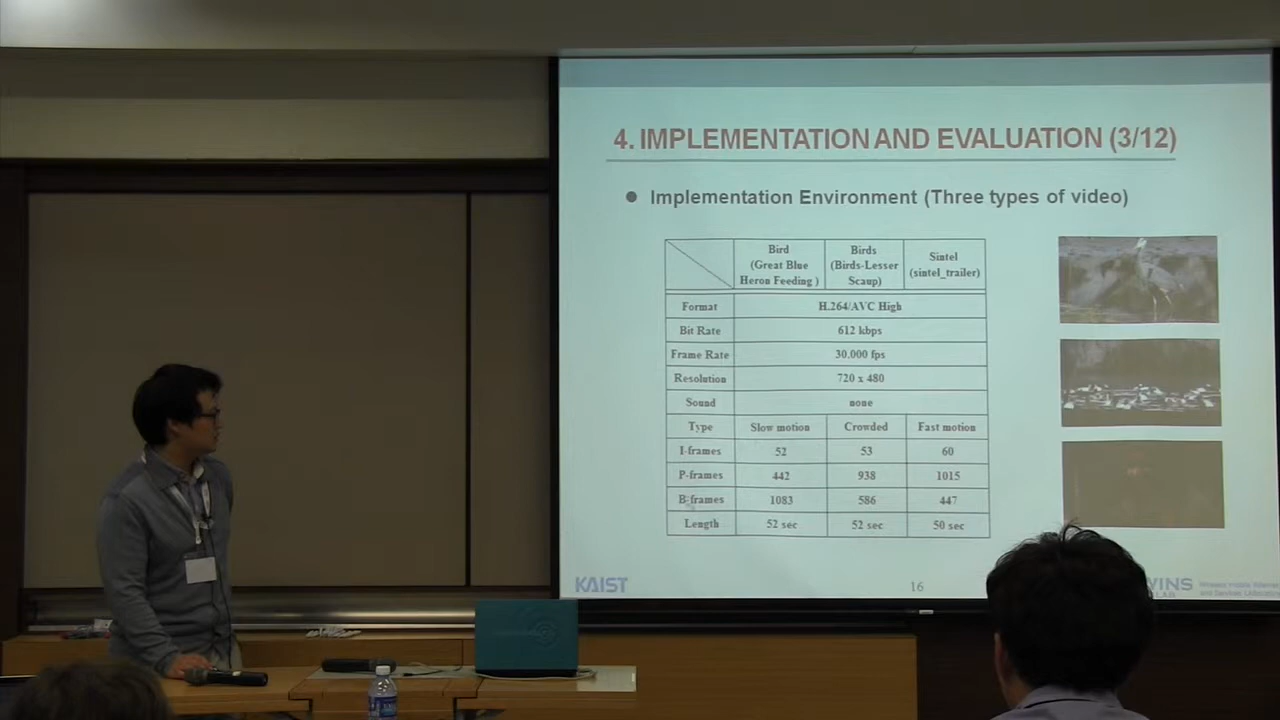 4. IMPLEMENTATION AND EVALUATION (3/12)
● Implementation Environment (Three types of video)
Bird (Great Blue Heron Feeding ) Birds (Birds-Lesser Scaup) Sintel (sintel_trailer)
Format H.264/AVC High
Bit Rate 612 kbps
Frame Rate 30.000 fps
Resolution 720 x 480
Sound none
Type Slow motion Crowded Fast motion
I-frames 52 53 60
P-frames 442 938 1015
B-frames 1083 586 447
Length 52 sec 52 sec 50 sec
KAIST
16